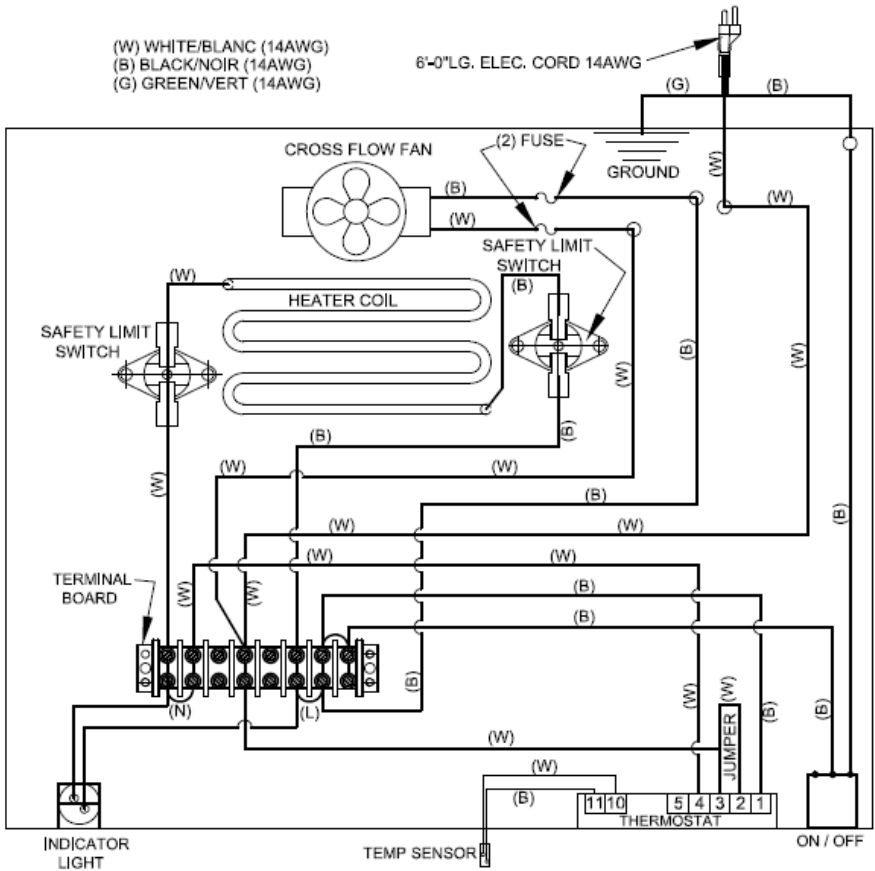 (W) WHITE/BLANC (14AWG)
(B) BLACK/NOIR (14AWG)
(G) GREEN/VERT (14AWG)
6'-0"LG. ELEC. CORD 14AWG
(G)
(B)
CROSS FLOW FAN
(2) FUSE
GROUND
(W)
(B)
(W)
(W)
SAFETY LIMIT
SWITCH
(W)
(B)
HEATER COIL
SAFETY LIMIT
SWITCH
(B)
(W)
(W)
(B)
(B)
(W)
(W)
(W)
(B)
(B)
(W)
(W)
(W)
(W)
TERMINAL
BOARD
(W)
(W)
(B)
(B)
(B)
(N)
(L)
(W)
(W)
(W)
JUMPER
(B)
(B)
(W)
(B)
11 10 5 4 3 2 1
THERMOSTAT
INDICATOR
LIGHT
TEMP SENSOR
ON / OFF